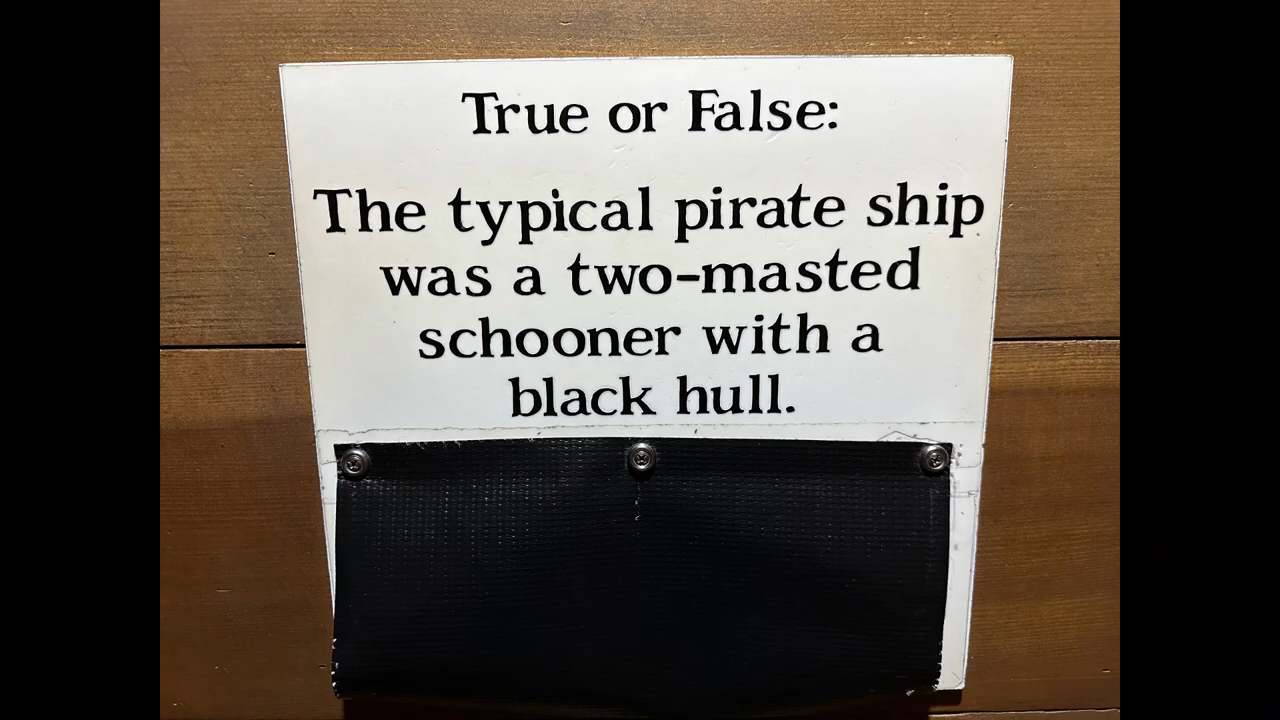 True or False:
The typical pirate ship
was a two-masted
schooner with a
black hull.